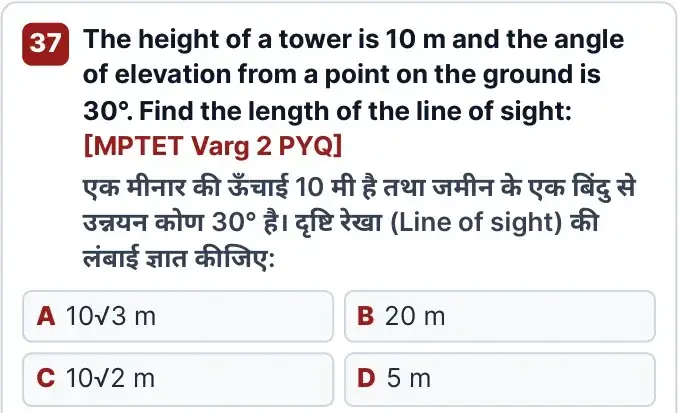 37 The height of a tower is 10 m and the angle
of elevation from a point on the ground is
30°. Find the length of the line of sight:
[MPTET Varg 2 PYQ]
एक मीनार की ऊँचाई 10 मी है तथा जमीन के एक बिंदु से
उन्नयन कोण 30° है। दृष्टि रेखा (Line of sight) की
लंबाई ज्ञात कीजिए:
A 10√3 m
B 20 m
C 10√2 m
D 5 m